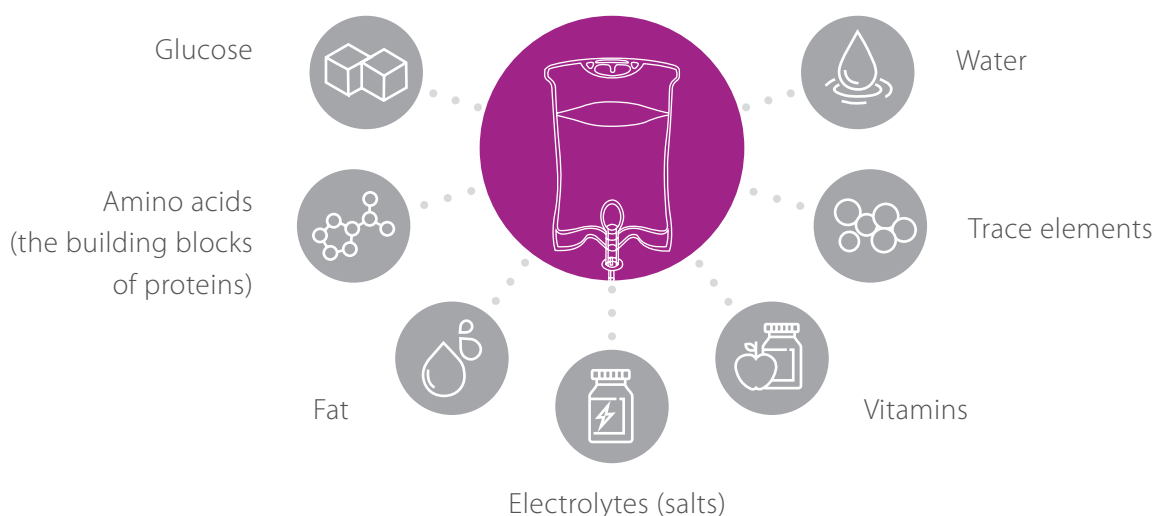 Glucose
Water
Amino acids
(the building blocks
of proteins)
Trace elements
Fat
Vitamins
Electrolytes (salts)